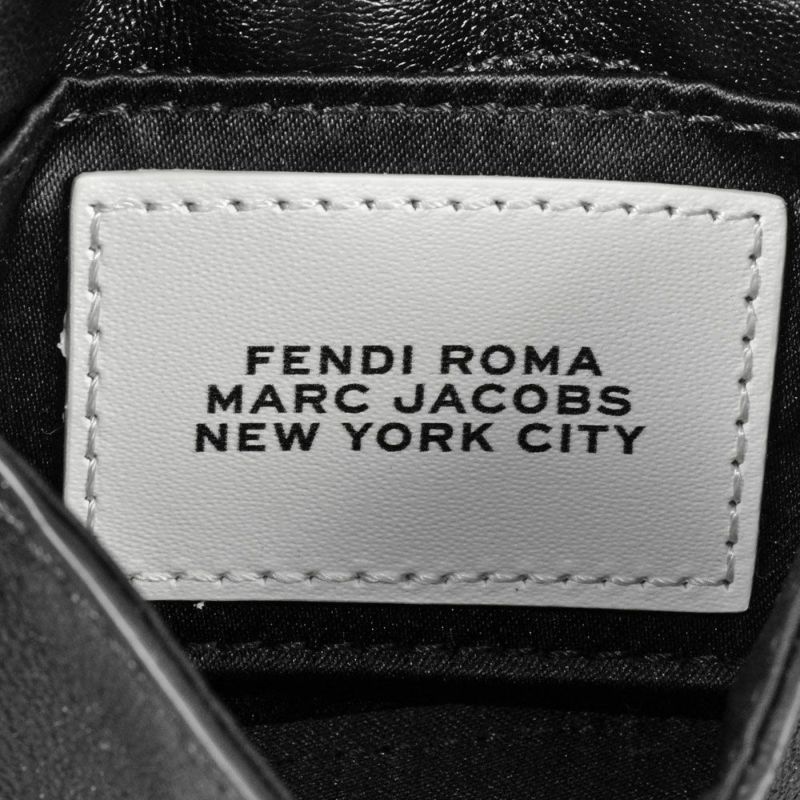 FENDI ROMA
MARC JACOBS
NEW YORK CITY